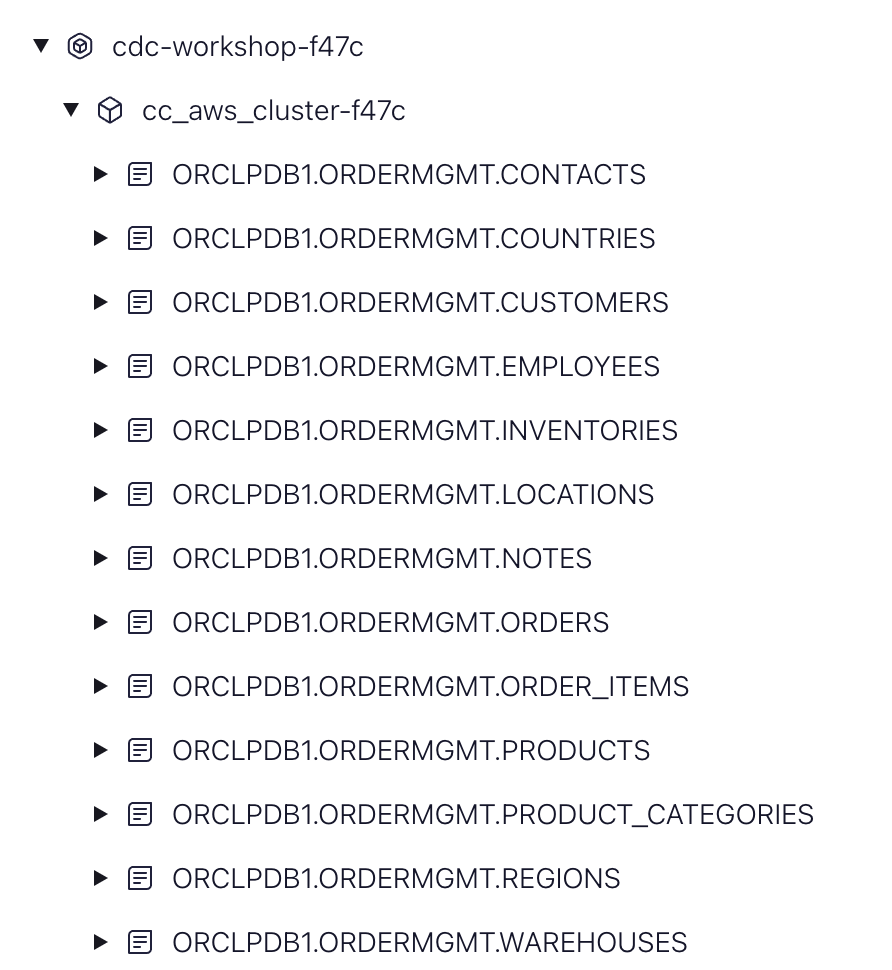 cdc-workshop-f47c
cc_aws_cluster-f47c
ORCLPDB1.ORDERMGMT.CONTACTS
ORCLPDB1.ORDERMGMT.COUNTRIES
ORCLPDB1.ORDERMGMT.CUSTOMERS
ORCLPDB1.ORDERMGMT.EMPLOYEES
ORCLPDB1.ORDERMGMT.INVENTORIES
ORCLPDB1.ORDERMGMT.LOCATIONS
ORCLPDB1.ORDERMGMT.NOTES
ORCLPDB1.ORDERMGMT.ORDERS
ORCLPDB1.ORDERMGMT.ORDER_ITEMS
ORCLPDB1.ORDERMGMT.PRODUCTS
ORCLPDB1.ORDERMGMT.PRODUCT_CATEGORIES
ORCLPDB1.ORDERMGMT.REGIONS
ORCLPDB1.ORDERMGMT.WAREHOUSES